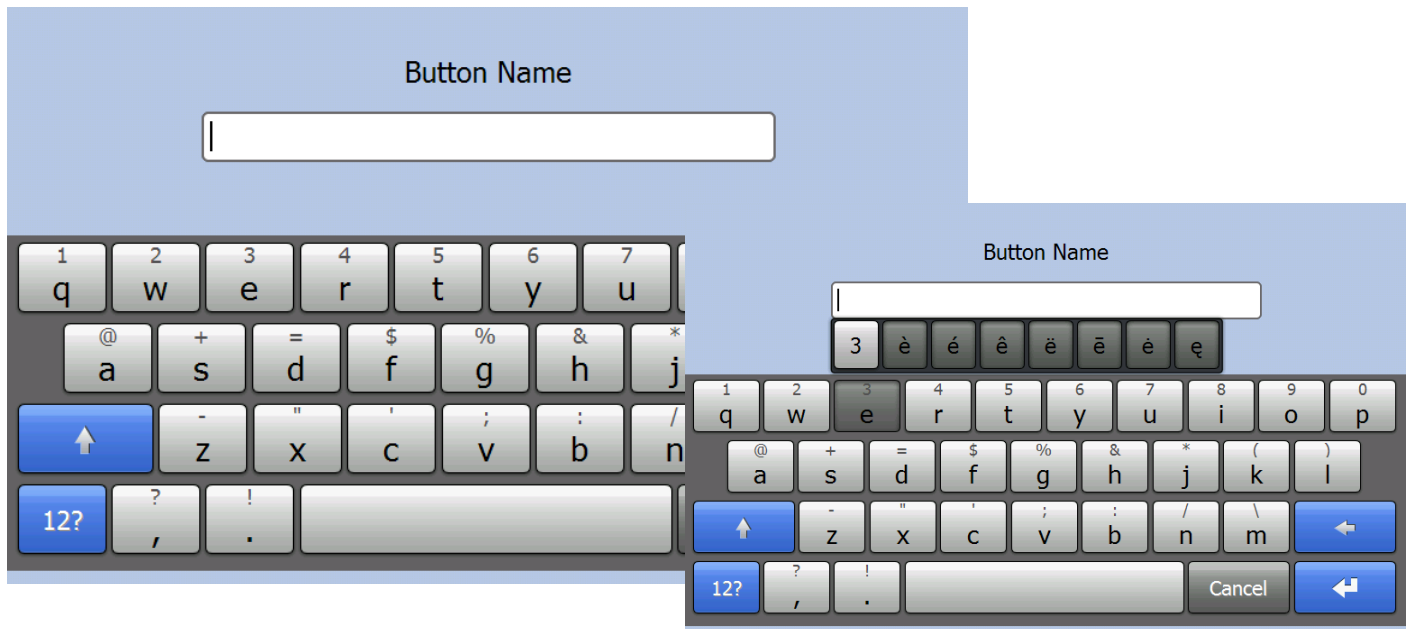 Button Name
1 2 3 4 5 6 7
q w e r t y u
@ + = $ % & *
a s d f g h j
- " ' ; : /
z x c v b n
12? ? , ! .
Button Name
3 è é ê ë ē ė ę
1 2 3 4 5 6 7 8 9 0
q w e r t y u i o p
@ + = $ % & * ( )
a s d f g h j k l
- " ' ; : / \
z x c v b n m
12? ? , ! . Cancel